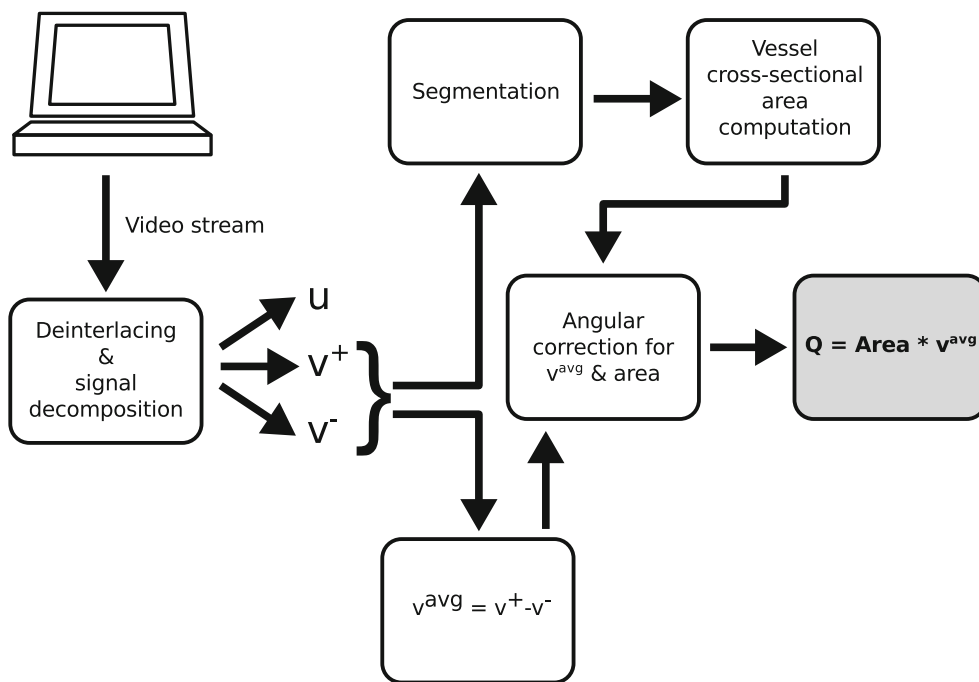 Video stream
Deinterlacing
&
signal
decomposition
u
v⁺
v⁻
Segmentation
Vessel
cross-sectional
area
computation
Angular
correction for
vᵃᵛᵍ & area
vᵃᵛᵍ = v⁺-v⁻
Q = Area * vᵃᵛᵍ